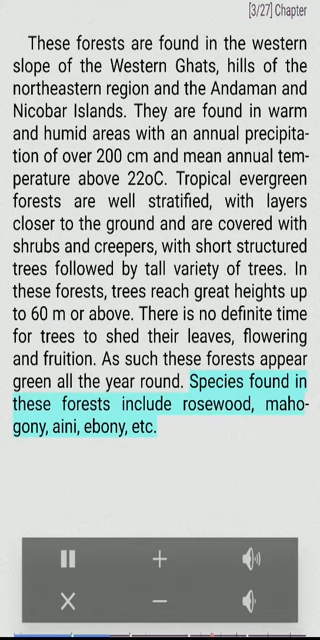 [3/27] Chapter
These forests are found in the western
slope of the Western Ghats, hills of the
northeastern region and the Andaman and
Nicobar Islands. They are found in warm
and humid areas with an annual precipita-
tion of over 200 cm and mean annual tem-
perature above 22oC. Tropical evergreen
forests are well stratified, with layers
closer to the ground and are covered with
shrubs and creepers, with short structured
trees followed by tall variety of trees. In
these forests, trees reach great heights up
to 60 m or above. There is no definite time
for trees to shed their leaves, flowering
and fruition. As such these forests appear
green all the year round. Species found in
these forests include rosewood, maho-
gony, aini, ebony, etc.